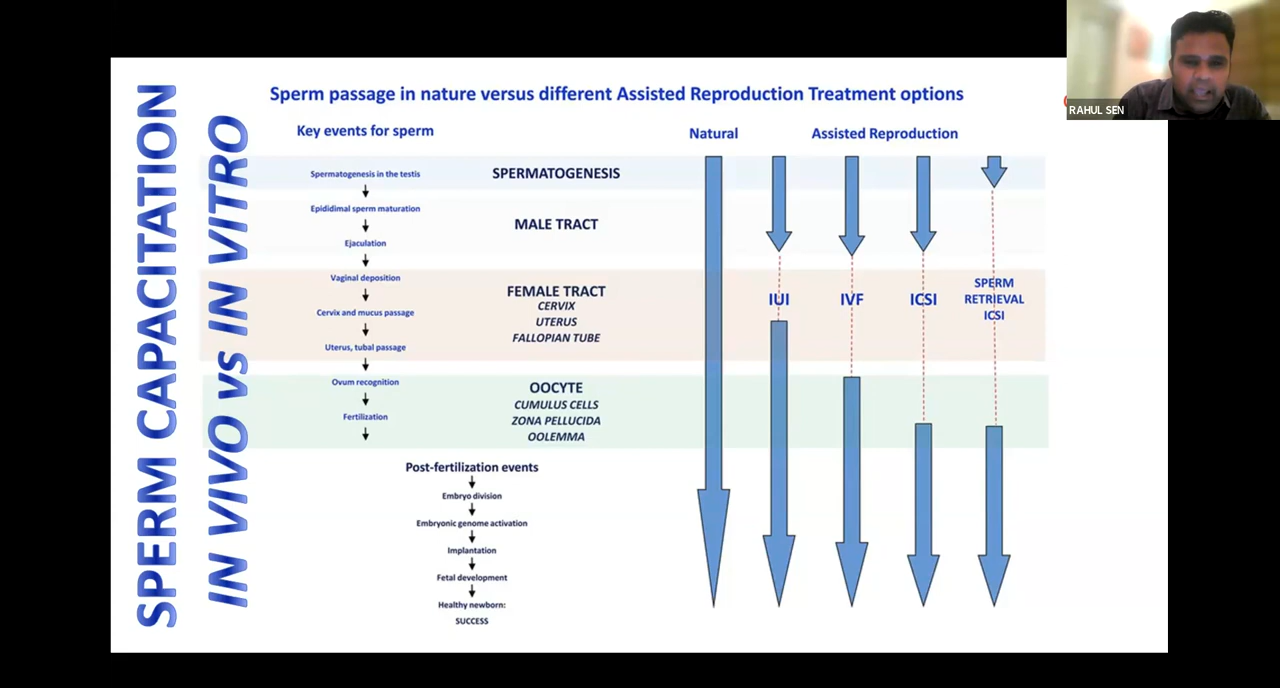 RAHUL SEN
SPERM CAPACITATION
IN VIVO vs IN VITRO
Sperm passage in nature versus different Assisted Reproduction Treatment options
Key events for sperm
Natural
Assisted Reproduction
Spermatogenesis in the testis
Epididimal sperm maturation
Ejaculation
Vaginal deposition
Cervix and mucus passage
Uterus, tubal passage
Ovum recognition
Fertilization
SPERMATOGENESIS
MALE TRACT
FEMALE TRACT
CERVIX
UTERUS
FALLOPIAN TUBE
OOCYTE
CUMULUS CELLS
ZONA PELLUCIDA
OOLEMMA
IUI
IVF
ICSI
SPERM
RETRIEVAL
ICSI
Post-fertilization events
Embryo division
Embryonic genome activation
Implantation
Fetal development
Healthy newborn:
SUCCESS